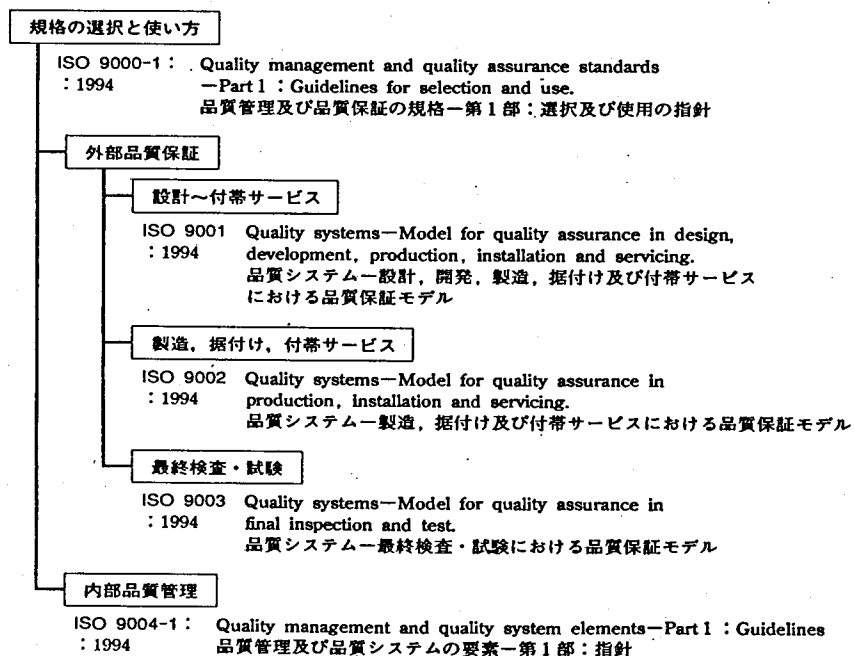 規格の選択と使い方
ISO 9000-1： Quality management and quality assurance standards
：1994 —Part 1：Guidelines for selection and use.
品質管理及び品質保証の規格—第1部：選択及び使用の指針
外部品質保証
設計～付帯サービス
ISO 9001 Quality systems—Model for quality assurance in design,
：1994 development, production, installation and servicing.
品質システム—設計，開発，製造，据付け及び付帯サービス
における品質保証モデル
製造，据付け，付帯サービス
ISO 9002 Quality systems—Model for quality assurance in
：1994 production, installation and servicing.
品質システム—製造，据付け及び付帯サービスにおける品質保証モデル
最終検査・試験
ISO 9003 Quality systems—Model for quality assurance in
：1994 final inspection and test.
品質システム—最終検査・試験における品質保証モデル
内部品質管理
ISO 9004-1： Quality management and quality system elements—Part 1：Guidelines
：1994 品質管理及び品質システムの要素—第1部：指針